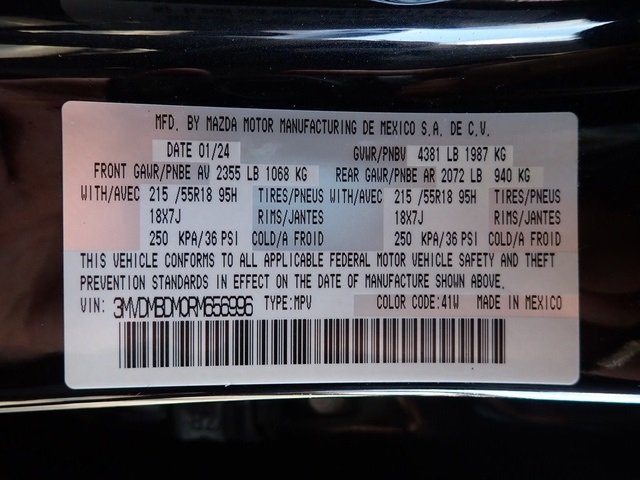 MFD. BY MAZDA MOTOR MANUFACTURING DE MEXICO S.A. DE C.V.
DATE 01/24 GVWR/PNBV 4381 LB 1987 KG
FRONT GAWR/PNBE AV 2355 LB 1068 KG REAR GAWR/PNBE AR 2072 LB 940 KG
WITH/AVEC 215 /55R18 95H TIRES/PNEUS WITH/AVEC 215 /55R18 95H TIRES/PNEUS
18X7J RIMS/JANTES 18X7J RIMS/JANTES
250 KPA/36 PSI COLD/A FROID 250 KPA/36 PSI COLD/A FROID
THIS VEHICLE CONFORMS TO ALL APPLICABLE FEDERAL MOTOR VEHICLE SAFETY AND THEFT
PREVENTION STANDARDS IN EFFECT ON THE DATE OF MANUFACTURE SHOWN ABOVE.
VIN: 3MVDMBDM0RM656996 TYPE:MPV COLOR CODE:41W MADE IN MEXICO